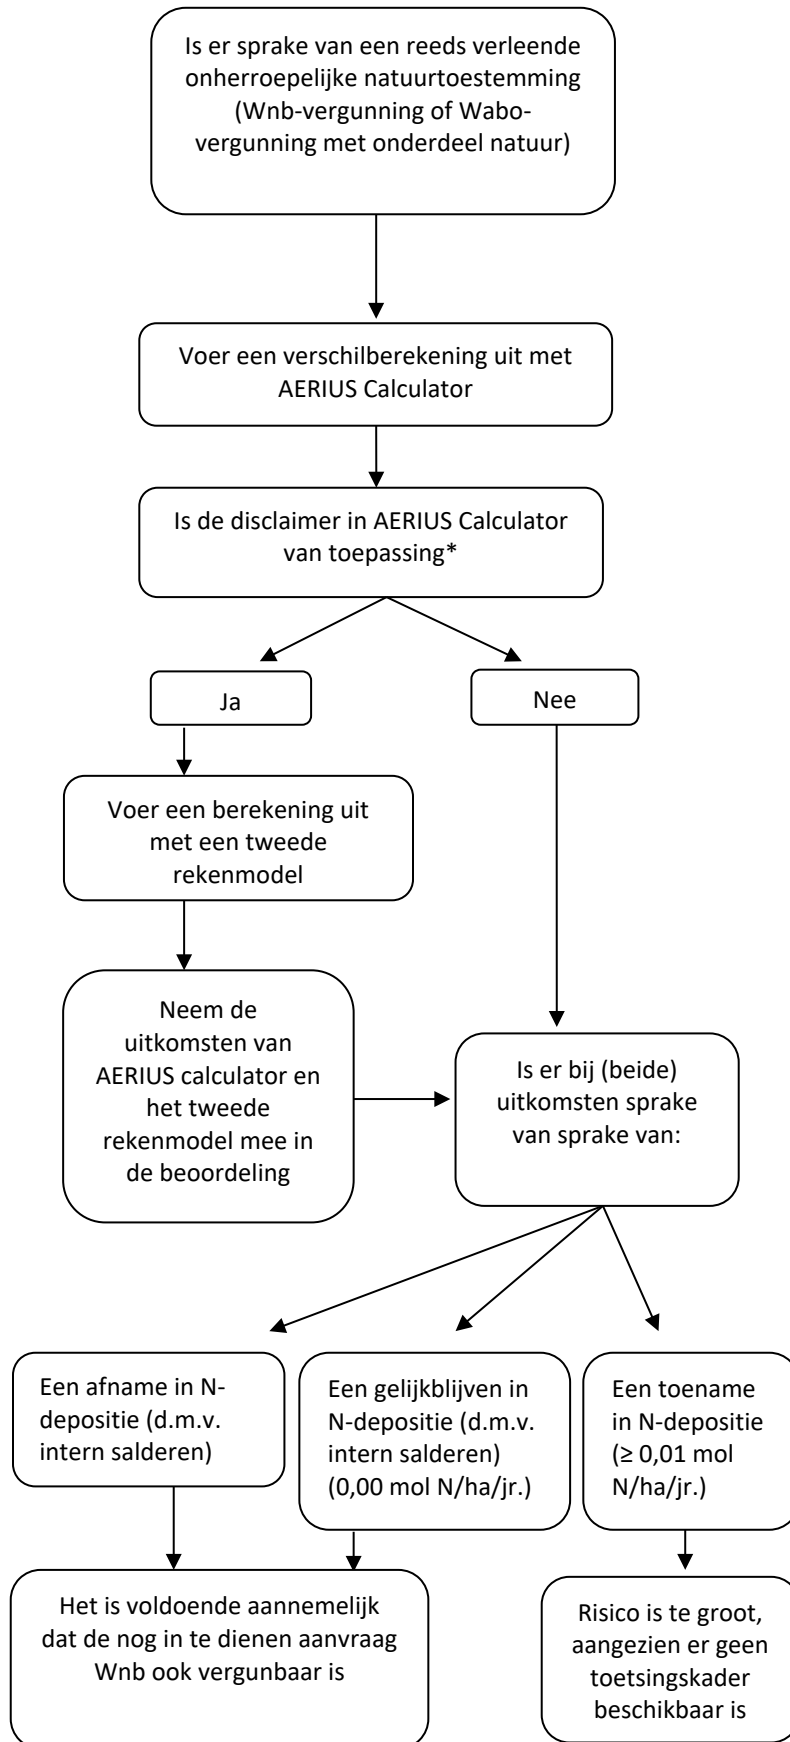 Is er sprake van een reeds verleende
onherroepelijke natuurtoestemming
(Wnb-vergunning of Wabo-
vergunning met onderdeel natuur)
Voer een verschilberekening uit met
AERIUS Calculator
Is de disclaimer in AERIUS Calculator
van toepassing*
Ja
Nee
Voer een berekening uit
met een tweede
rekenmodel
Neem de
uitkomsten van
AERIUS calculator en
het tweede
rekenmodel mee in
de beoordeling
Is er bij (beide)
uitkomsten sprake
van sprake van:
Een afname in N-
depositie (d.m.v.
intern salderen)
Een gelijkblijven in
N-depositie (d.m.v.
intern salderen)
(0,00 mol N/ha/jr.)
Een toename
in N-depositie
(≥ 0,01 mol
N/ha/jr.)
Het is voldoende aannemelijk
dat de nog in te dienen aanvraag
Wnb ook vergunbaar is
Risico is te groot,
aangezien er geen
toetsingskader
beschikbaar is